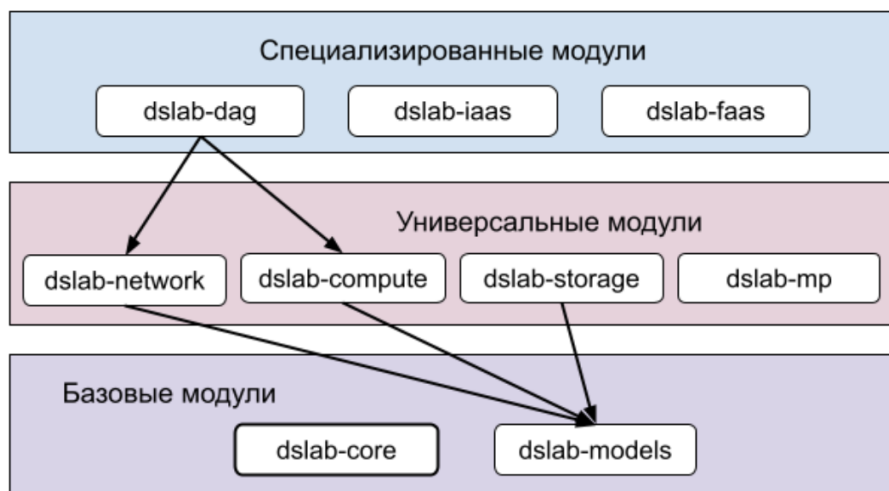 Специализированные модули
dslab-dag
dslab-iaas
dslab-faas
Универсальные модули
dslab-network
dslab-compute
dslab-storage
dslab-mp
Базовые модули
dslab-core
dslab-models